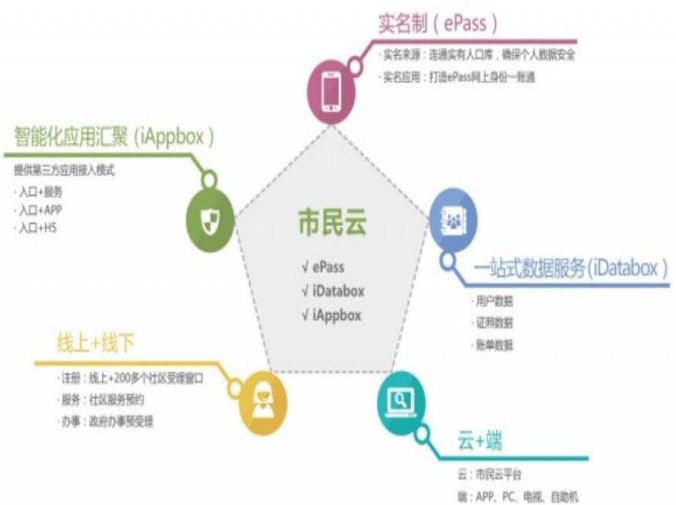 实名制（ePass）
·实名来源：连通实有人口库，确保个人数据安全
·实名应用：打造ePass网上身份一账通
智能化应用汇聚（iAppbox）
提供第三方应用接入模式
·入口+服务
·入口+APP
·入口+H5
市民云
√ ePass
√ iDatabox
√ iAppbox
一站式数据服务(iDatabox)
·用户数据
·证照数据
·账单数据
线上+线下
·注册：线上+200多个社区受理窗口
·服务：社区服务预约
·办事：政府办事预受理
云+端
云：市民云平台
端：APP、PC、电视、自助机